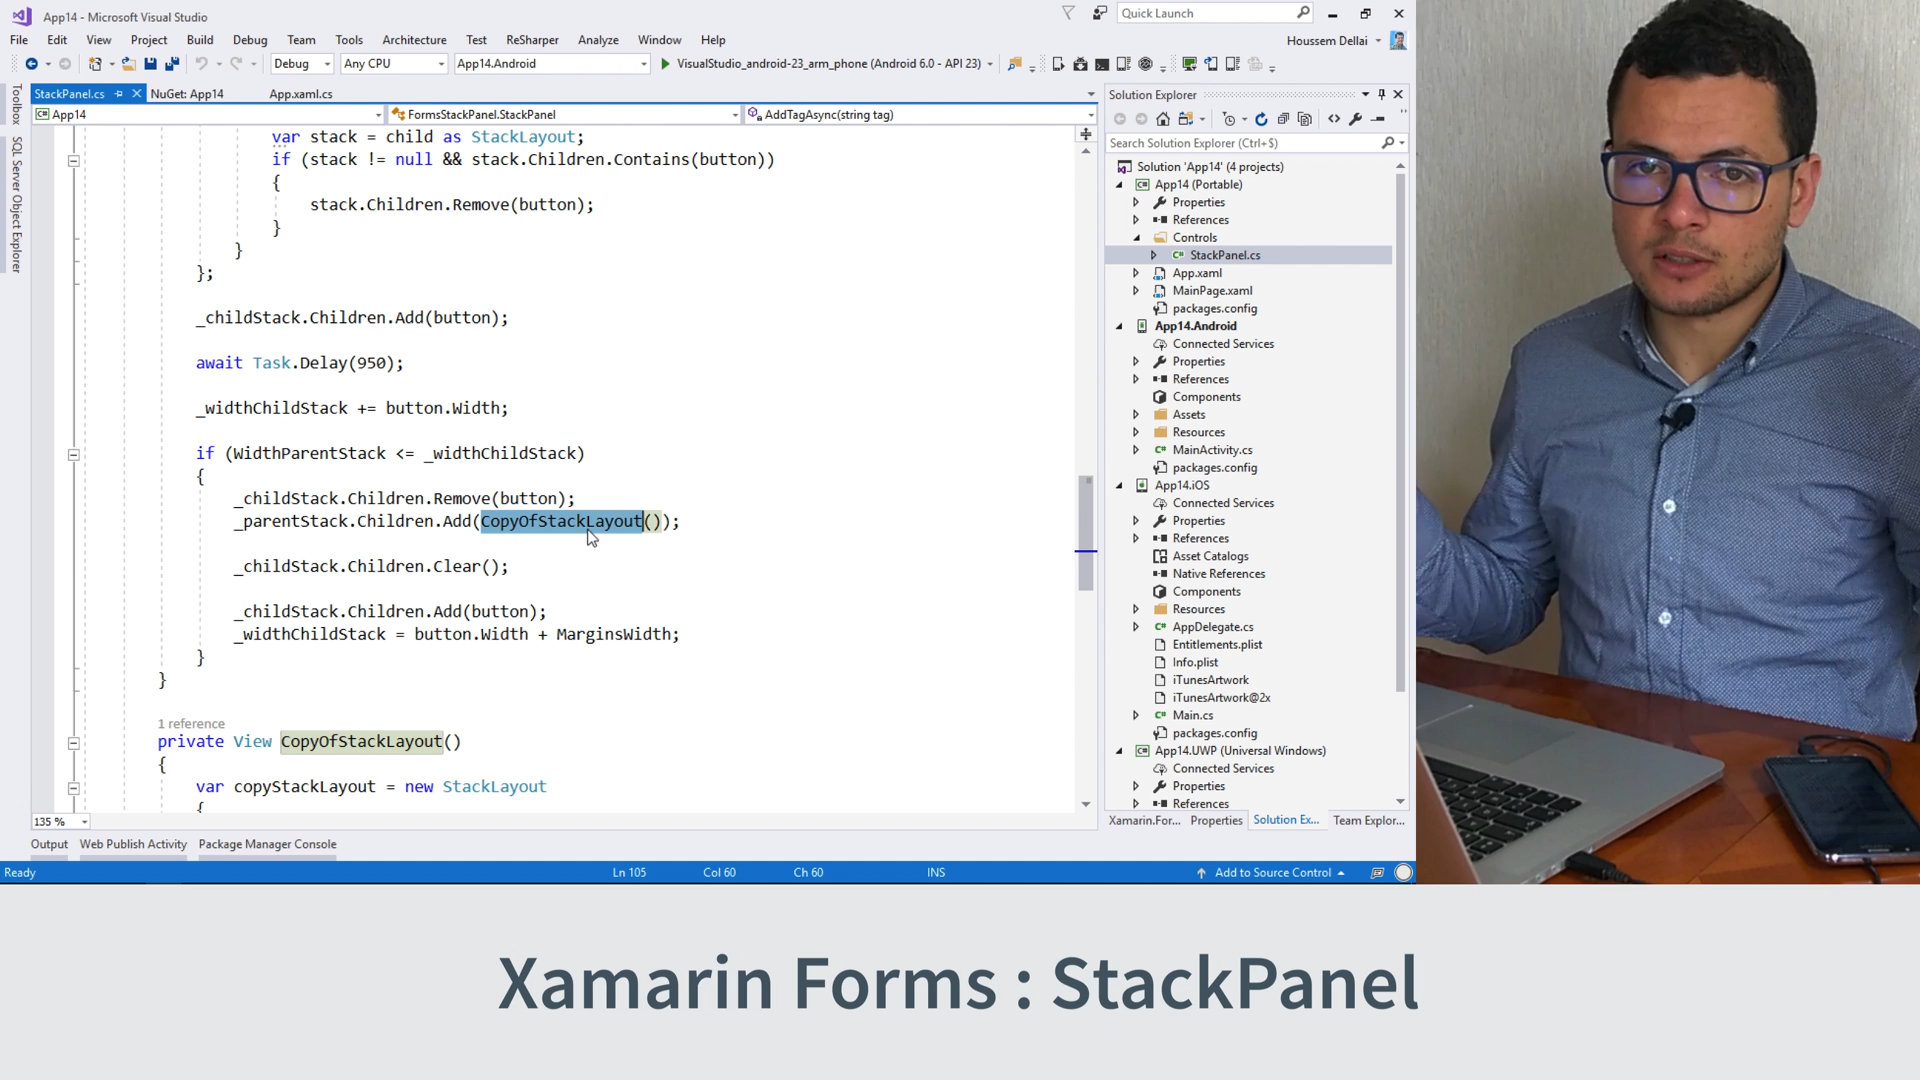 App14 - Microsoft Visual Studio
Quick Launch
File Edit View Project Build Debug Team Tools Architecture Test ReSharper Analyze Window Help
Houssem Dellai
Debug Any CPU App14.Android VisualStudio_android-23_arm_phone (Android 6.0 - API 23)
Toolbox
SQL Server Object Explorer
StackPanel.cs NuGet: App14 App.xaml.cs
App14 FormsStackPanel.StackPanel AddTagAsync(string tag)
var stack = child as StackLayout;
if (stack != null && stack.Children.Contains(button))
{
stack.Children.Remove(button);
}
}
};
_childStack.Children.Add(button);
await Task.Delay(950);
_widthChildStack += button.Width;
if (WidthParentStack <= _widthChildStack)
{
_childStack.Children.Remove(button);
_parentStack.Children.Add(CopyOfStackLayout());
_childStack.Children.Clear();
_childStack.Children.Add(button);
_widthChildStack = button.Width + MarginsWidth;
}
}
1 reference
private View CopyOfStackLayout()
{
var copyStackLayout = new StackLayout
{
135 %
Solution Explorer
Search Solution Explorer (Ctrl+$)
Solution 'App14' (4 projects)
App14 (Portable)
Properties
References
Controls
StackPanel.cs
App.xaml
MainPage.xaml
packages.config
App14.Android
Connected Services
Properties
References
Components
Assets
Resources
MainActivity.cs
packages.config
App14.iOS
Connected Services
Properties
References
Asset Catalogs
Native References
Components
Resources
AppDelegate.cs
Entitlements.plist
Info.plist
iTunesArtwork
iTunesArtwork@2x
Main.cs
packages.config
App14.UWP (Universal Windows)
Connected Services
Properties
References
Xamarin.For... Properties Solution Ex... Team Explor...
Output Web Publish Activity Package Manager Console
Ready Ln 105 Col 60 Ch 60 INS Add to Source Control
Xamarin Forms : StackPanel